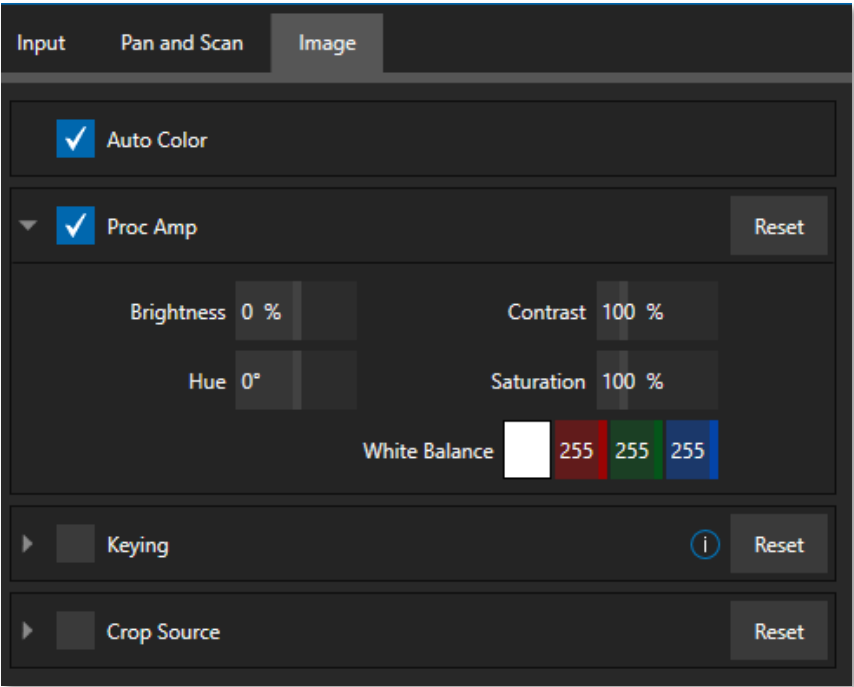 Input Pan and Scan Image
Auto Color
Proc Amp Reset
Brightness 0 % Contrast 100 %
Hue 0° Saturation 100 %
White Balance 255 255 255
Keying i Reset
Crop Source Reset